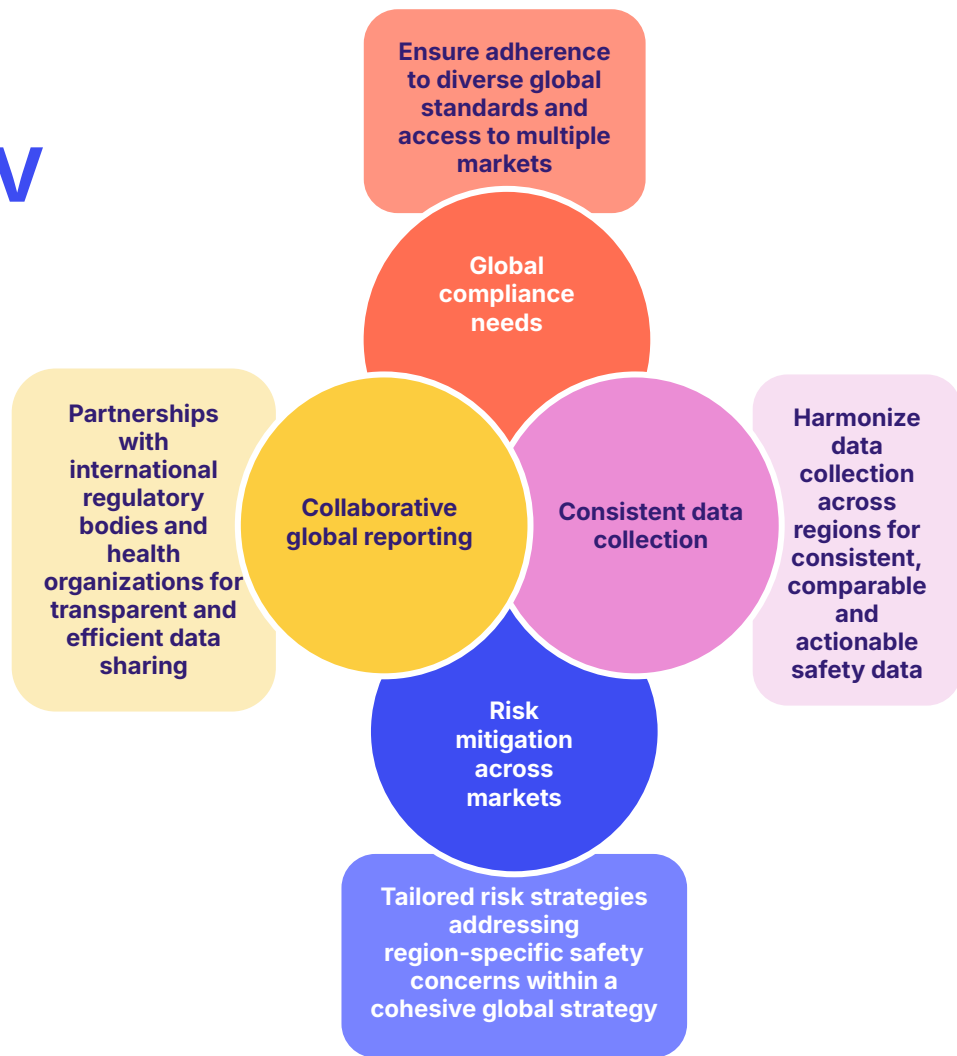 Ensure adherence
to diverse global
standards and
access to multiple
markets
V
Global
compliance
needs
Partnerships
with
international
regulatory
bodies and
health
organizations for
transparent and
efficient data
sharing
Collaborative
global reporting
Consistent data
collection
Harmonize
data
collection
across
regions for
consistent,
comparable
and
actionable
safety data
Risk
mitigation
across
markets
Tailored risk strategies
addressing
region-specific safety
concerns within a
cohesive global strategy